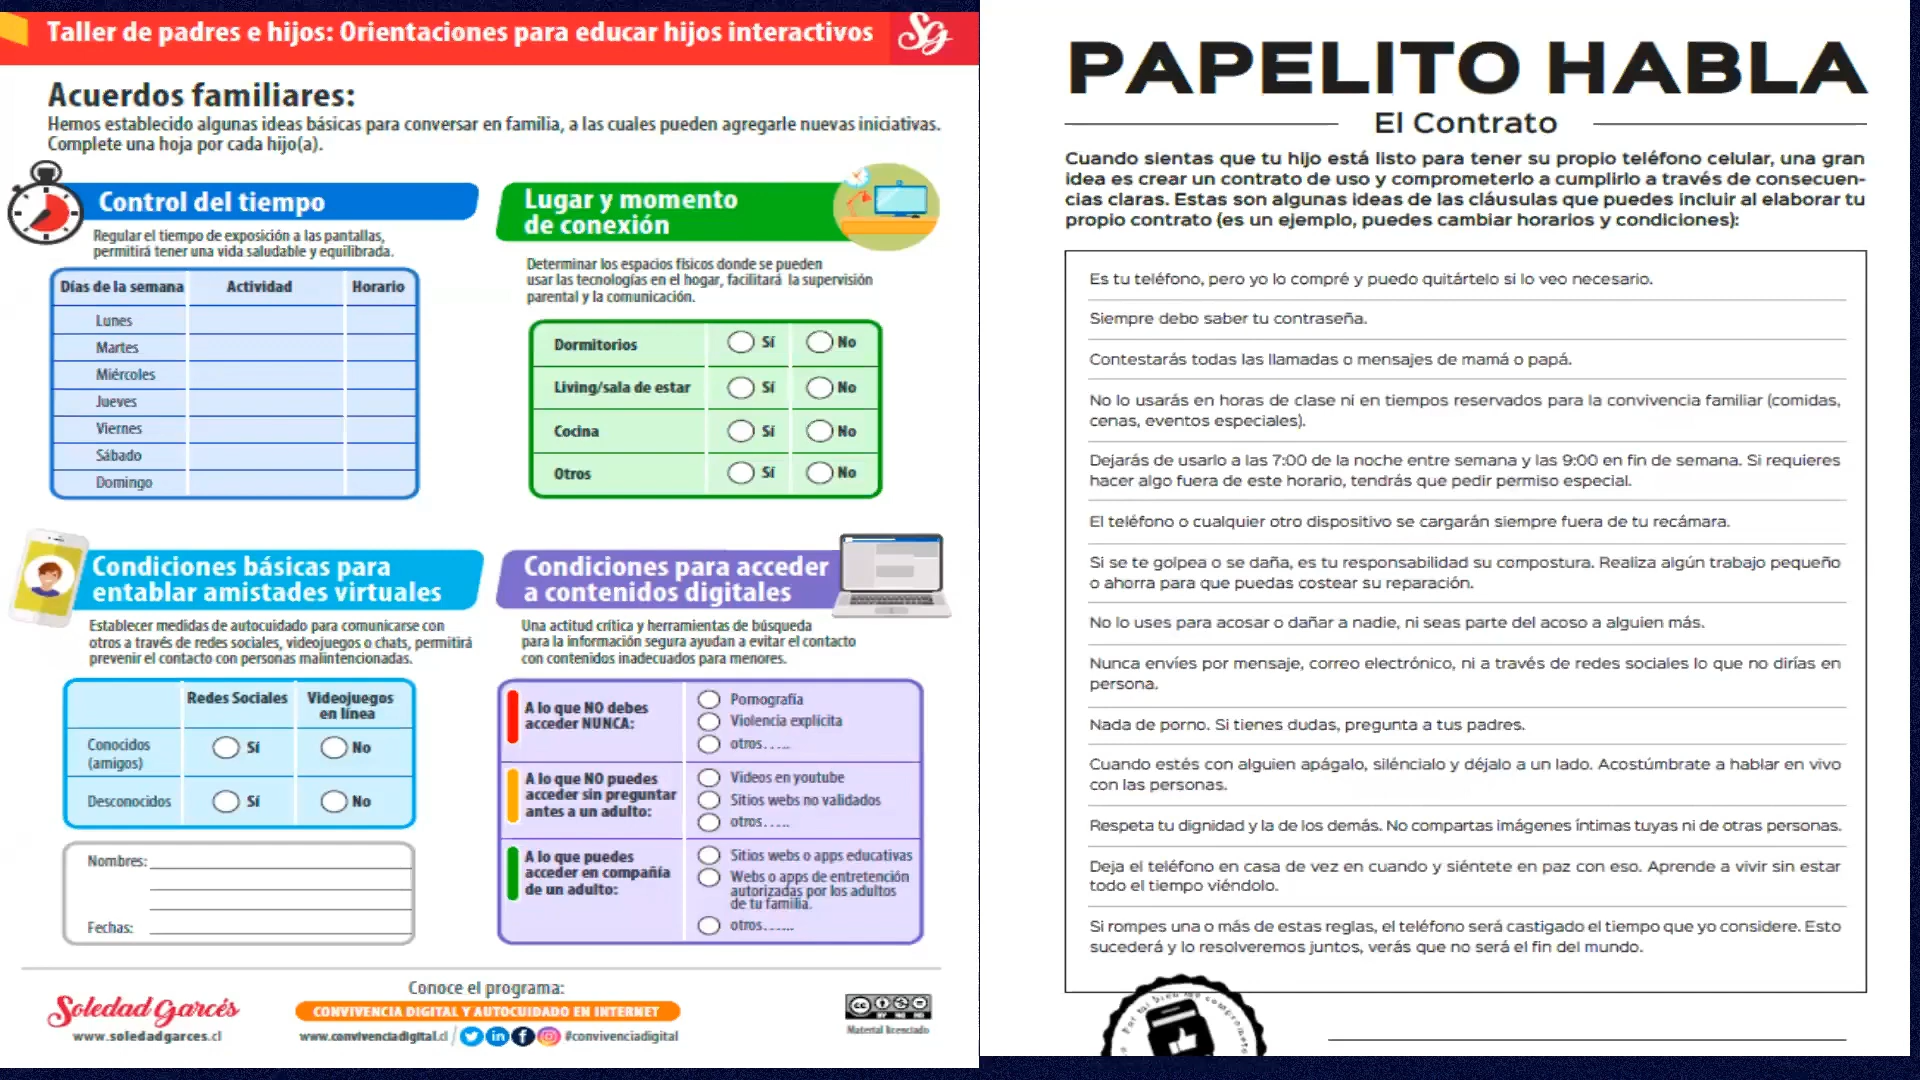 Taller de padres e hijos: Orientaciones para educar hijos interactivos
SG
Acuerdos familiares:
Hemos establecido algunas ideas básicas para conversar en familia, a las cuales pueden agregarle nuevas iniciativas.
Complete una hoja por cada hijo(a).
Control del tiempo
Regular el tiempo de exposición a las pantallas,
permitirá tener una vida saludable y equilibrada.
Días de la semana Actividad Horario
Lunes
Martes
Miércoles
Jueves
Viernes
Sábado
Domingo
Lugar y momento
de conexión
Determinar los espacios físicos donde se pueden
usar las tecnologías en el hogar, facilitará la supervisión
parental y la comunicación.
Dormitorios Sí No
Living/sala de estar Sí No
Cocina Sí No
Otros Sí No
Condiciones básicas para
entablar amistades virtuales
Establecer medidas de autocuidado para comunicarse con
otros a través de redes sociales, videojuegos o chats, permitirá
prevenir el contacto con personas malintencionadas.
Redes Sociales Videojuegos
en línea
Conocidos
(amigos) Sí No
Desconocidos Sí No
Nombres:
Fechas:
Condiciones para acceder
a contenidos digitales
Una actitud crítica y herramientas de búsqueda
para la información segura ayudan a evitar el contacto
con contenidos inadecuados para menores.
A lo que NO debes
acceder NUNCA:
Pornografía
Violencia explícita
otros.....
A lo que NO puedes
acceder sin preguntar
antes a un adulto:
Videos en youtube
Sitios webs no validados
otros.....
A lo que puedes
acceder en compañía
de un adulto:
Sitios webs o apps educativas
Webs o apps de entretención
autorizadas por los adultos
de tu familia.
otros......
Soledad Garcés
www.soledadgarces.cl
Conoce el programa:
CONVIVENCIA DIGITAL Y AUTOCUIDADO EN INTERNET
www.convivenciadigital.cl / #convivenciadigital
Material licenciado
PAPELITO HABLA
El Contrato
Cuando sientas que tu hijo está listo para tener su propio teléfono celular, una gran
idea es crear un contrato de uso y comprometerlo a cumplirlo a través de consecuen-
cias claras. Estas son algunas ideas de las cláusulas que puedes incluir al elaborar tu
propio contrato (es un ejemplo, puedes cambiar horarios y condiciones):
Es tu teléfono, pero yo lo compré y puedo quitártelo si lo veo necesario.
Siempre debo saber tu contraseña.
Contestarás todas las llamadas o mensajes de mamá o papá.
No lo usarás en horas de clase ni en tiempos reservados para la convivencia familiar (comidas,
cenas, eventos especiales).
Dejarás de usarlo a las 7:00 de la noche entre semana y las 9:00 en fin de semana. Si requieres
hacer algo fuera de este horario, tendrás que pedir permiso especial.
El teléfono o cualquier otro dispositivo se cargarán siempre fuera de tu recámara.
Si se te golpea o se daña, es tu responsabilidad su compostura. Realiza algún trabajo pequeño
o ahorra para que puedas costear su reparación.
No lo uses para acosar o dañar a nadie, ni seas parte del acoso a alguien más.
Nunca envíes por mensaje, correo electrónico, ni a través de redes sociales lo que no dirías en
persona.
Nada de porno. Si tienes dudas, pregunta a tus padres.
Cuando estés con alguien apágalo, siléncialo y déjalo a un lado. Acostúmbrate a hablar en vivo
con las personas.
Respeta tu dignidad y la de los demás. No compartas imágenes íntimas tuyas ni de otras personas.
Deja el teléfono en casa de vez en cuando y siéntete en paz con eso. Aprende a vivir sin estar
todo el tiempo viéndolo.
Si rompes una o más de estas reglas, el teléfono será castigado el tiempo que yo considere. Esto
sucederá y lo resolveremos juntos, verás que no será el fin del mundo.
Por mi bien me comprometo